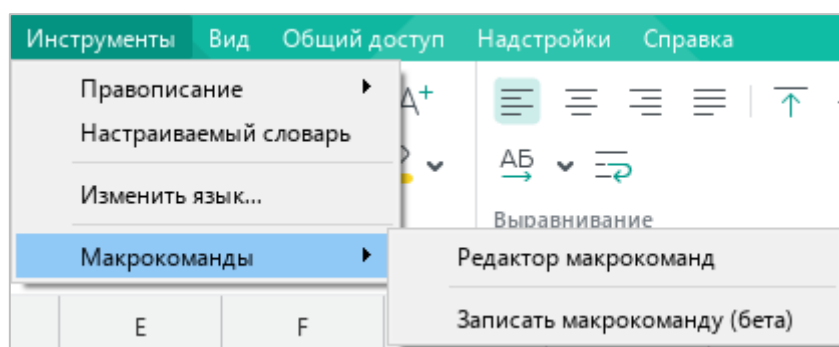 Инструменты Вид Общий доступ Надстройки Справка
Правописание
Настраиваемый словарь
Изменить язык...
Макрокоманды
А+
АБ
Выравнивание
Редактор макрокоманд
Записать макрокоманду (бета)
E F